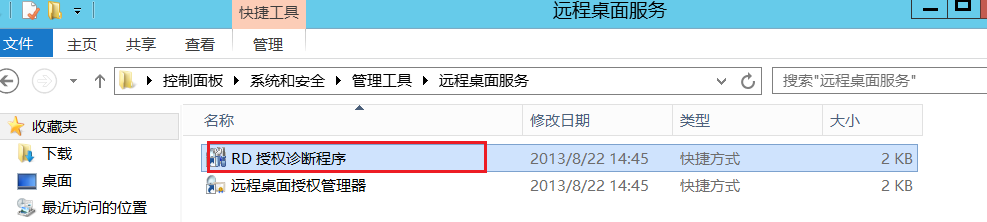 快捷工具
远程桌面服务
文件 主页 共享 查看 管理
控制面板 系统和安全 管理工具 远程桌面服务 搜索"远程桌面服务"
收藏夹 名称 修改日期 类型 大小
下载 RD 授权诊断程序 2013/8/22 14:45 快捷方式 2 KB
桌面 远程桌面授权管理器 2013/8/22 14:45 快捷方式 2 KB
最近访问的位置